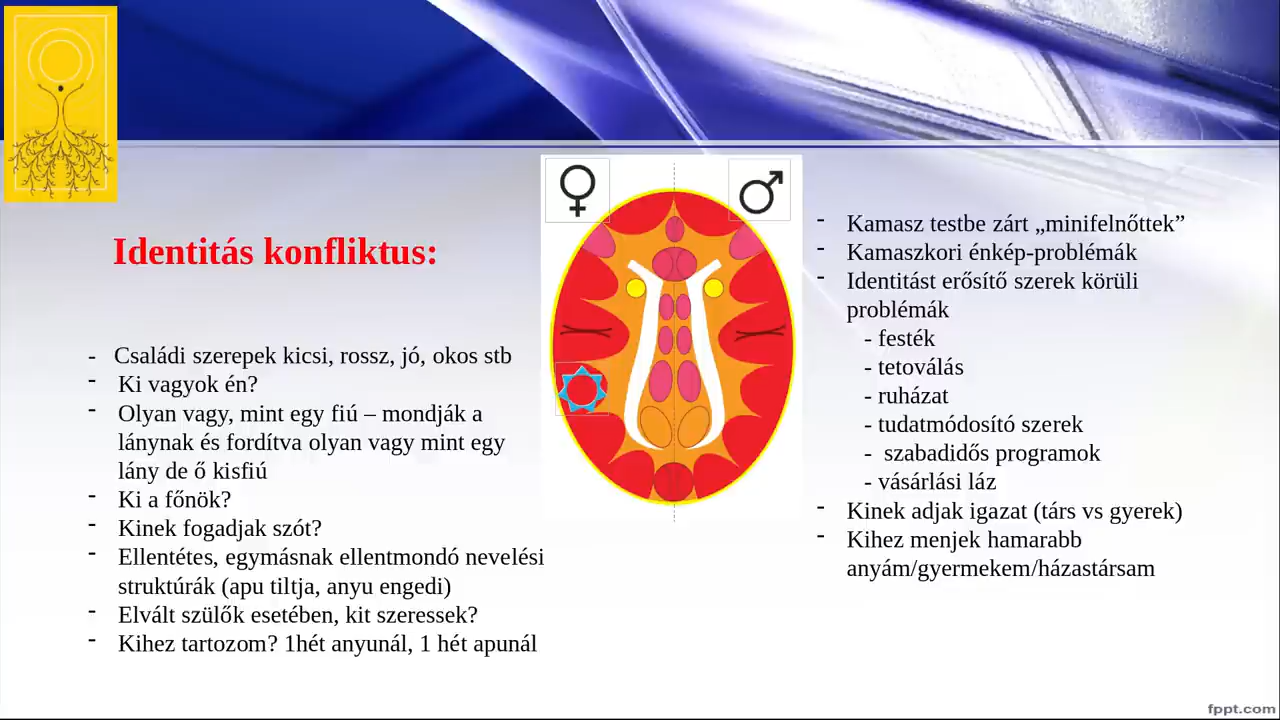 Identitás konfliktus:
- Családi szerepek kicsi, rossz, jó, okos stb
- Ki vagyok én?
- Olyan vagy, mint egy fiú – mondják a
lánynak és fordítva olyan vagy mint egy
lány de ő kisfiú
- Ki a főnök?
- Kinek fogadjak szót?
- Ellentétes, egymásnak ellentmondó nevelési
struktúrák (apu tiltja, anyu engedi)
- Elvált szülők esetében, kit szeressek?
- Kihez tartozom? 1hét anyunál, 1 hét apunál
- Kamasz testbe zárt „minifelnőttek”
- Kamaszkori énkép-problémák
- Identitást erősítő szerek körüli
problémák
- festék
- tetoválás
- ruházat
- tudatmódosító szerek
- szabadidős programok
- vásárlási láz
- Kinek adjak igazat (társ vs gyerek)
- Kihez menjek hamarabb
anyám/gyermekem/házastársam
fppt.com